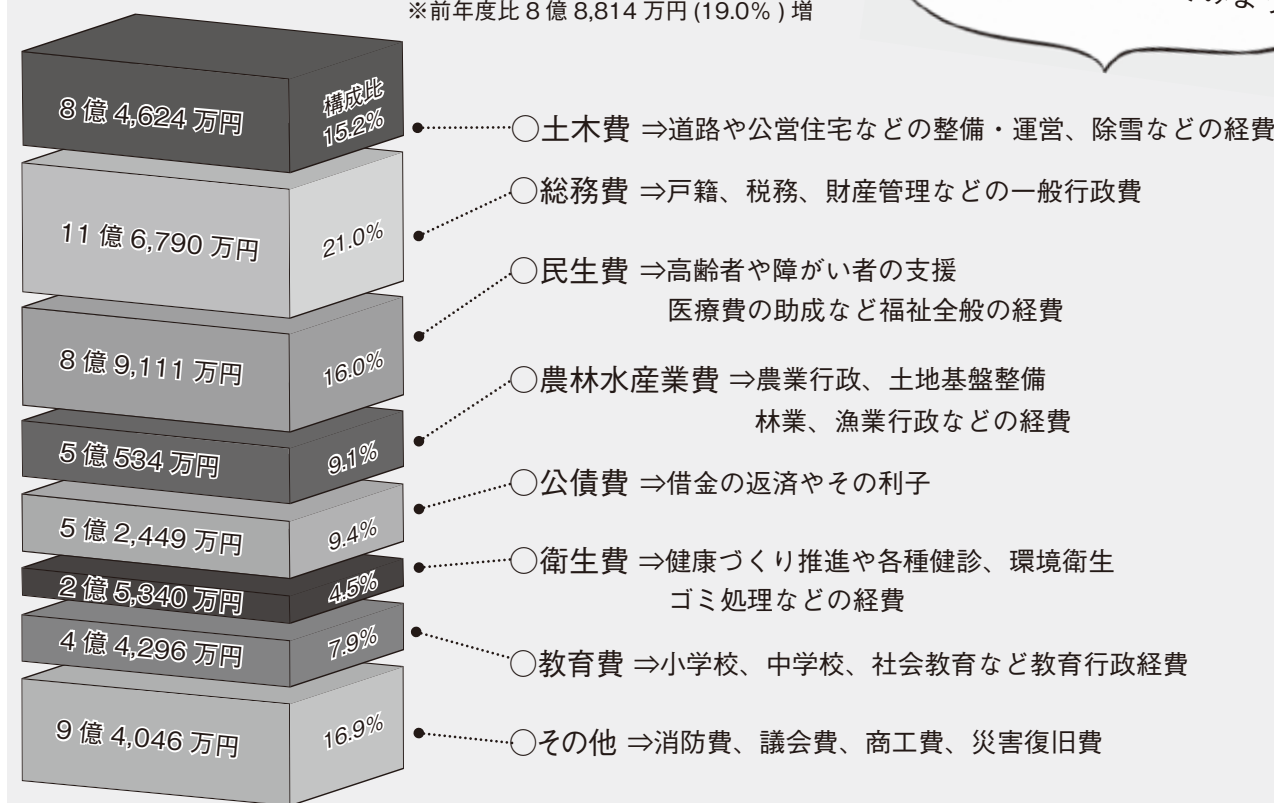 ※前年度比 8 億 8,814 万円 (19.0% ) 増
8 億 4,624 万円
構成比
15.2%
○土木費 ⇒道路や公営住宅などの整備・運営、除雪などの経費
11 億 6,790 万円
21.0%
○総務費 ⇒戸籍、税務、財産管理などの一般行政費
8 億 9,111 万円
16.0%
○民生費 ⇒高齢者や障がい者の支援
医療費の助成など福祉全般の経費
5 億 534 万円
9.1%
○農林水産業費 ⇒農業行政、土地基盤整備
林業、漁業行政などの経費
5 億 2,449 万円
9.4%
○公債費 ⇒借金の返済やその利子
2 億 5,340 万円
4.5%
○衛生費 ⇒健康づくり推進や各種健診、環境衛生
ゴミ処理などの経費
4 億 4,296 万円
7.9%
○教育費 ⇒小学校、中学校、社会教育など教育行政経費
9 億 4,046 万円
16.9%
○その他 ⇒消防費、議会費、商工費、災害復旧費